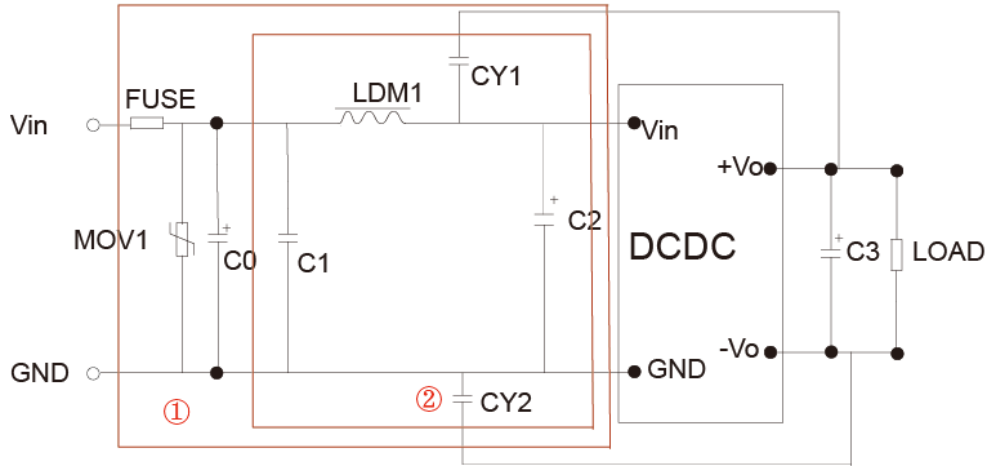 CY1
LDM1
FUSE
Vin
Vin
+Vo
MOV1
C0
C1
C2
DCDC
C3
LOAD
-Vo
GND
GND
①
②
CY2